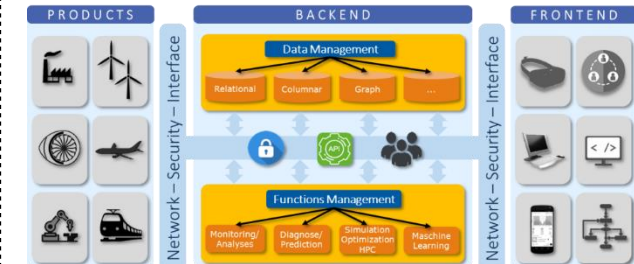 PRODUCTS
BACKEND
FRONTEND
Network – Security – Interface
Data Management
Relational
Columnar
Graph
...
API
Functions Management
Monitoring/
Analyses
Diagnose/
Prediction
Simulation
Optimization
HPC
Maschine
Learning
Network – Security – Interface
</>